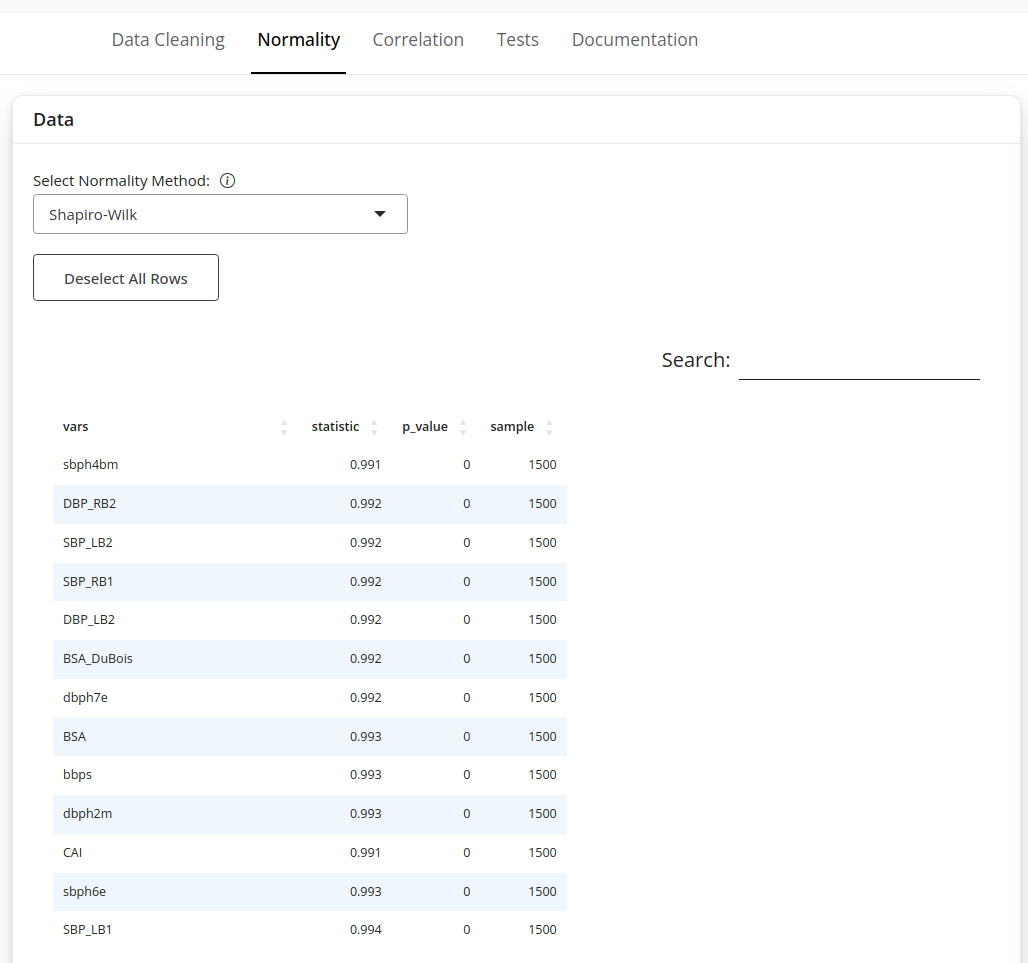 Data Cleaning Normality Correlation Tests Documentation
Data
Select Normality Method:
Shapiro-Wilk
Deselect All Rows
Search:
vars statistic p_value sample
sbph4bm 0.991 0 1500
DBP_RB2 0.992 0 1500
SBP_LB2 0.992 0 1500
SBP_RB1 0.992 0 1500
DBP_LB2 0.992 0 1500
BSA_DuBois 0.992 0 1500
dbph7e 0.992 0 1500
BSA 0.993 0 1500
bbps 0.993 0 1500
dbph2m 0.993 0 1500
CAI 0.991 0 1500
sbph6e 0.993 0 1500
SBP_LB1 0.994 0 1500